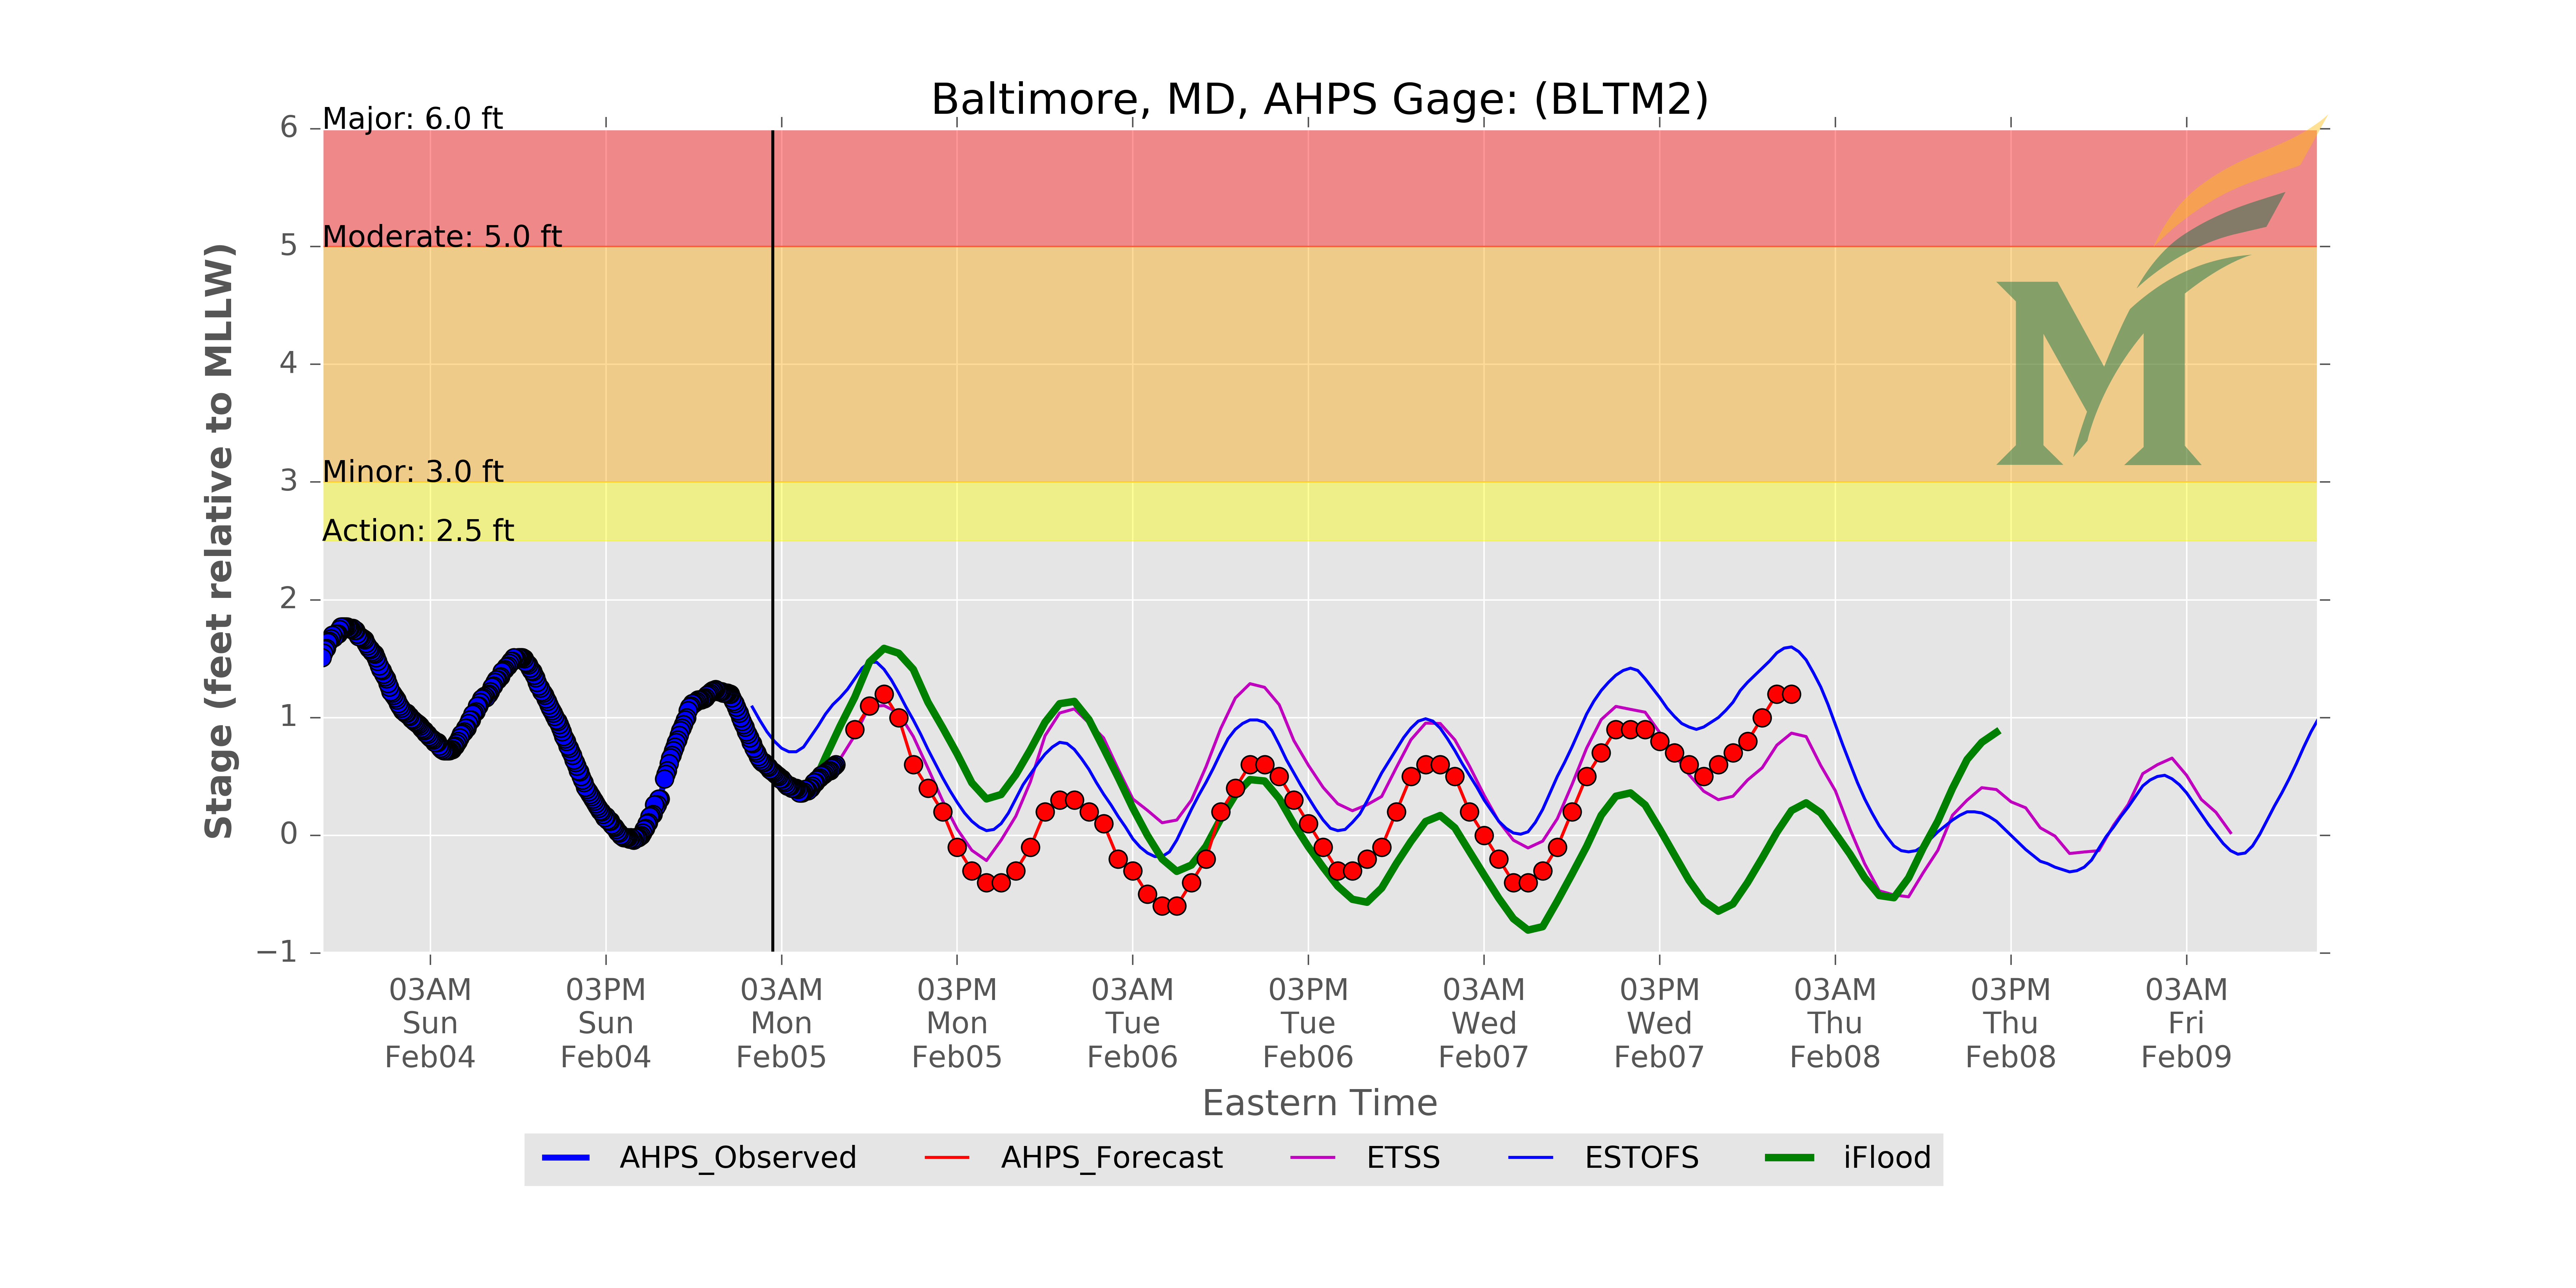 Baltimore, MD, AHPS Gage: (BLTM2)
Stage (feet relative to MLLW)
6
5
4
3
2
1
0
−1
Major: 6.0 ft
Moderate: 5.0 ft
Minor: 3.0 ft
Action: 2.5 ft
03AM 03PM 03AM 03PM 03AM 03PM 03AM 03PM 03AM 03PM 03AM
Sun Sun Mon Mon Tue Tue Wed Wed Thu Thu Fri
Feb04 Feb04 Feb05 Feb05 Feb06 Feb06 Feb07 Feb07 Feb08 Feb08 Feb09
Eastern Time
AHPS_Observed AHPS_Forecast ETSS ESTOFS iFlood